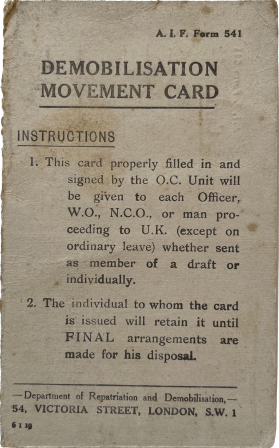 A. I. F. Form 541
DEMOBILISATION
MOVEMENT CARD
INSTRUCTIONS
1. This card properly filled in and
signed by the O.C. Unit will
be given to each Officer,
W.O., N.C.O., or man pro-
ceeding to U.K. (except on
ordinary leave) whether sent
as member of a draft or
individually.
2. The individual to whom the card
is issued will retain it until
FINAL arrangements are
made for his disposal.
—Department of Repatriation and Demobilisation,—
54, VICTORIA STREET, LONDON, S.W. 1
6 1 19